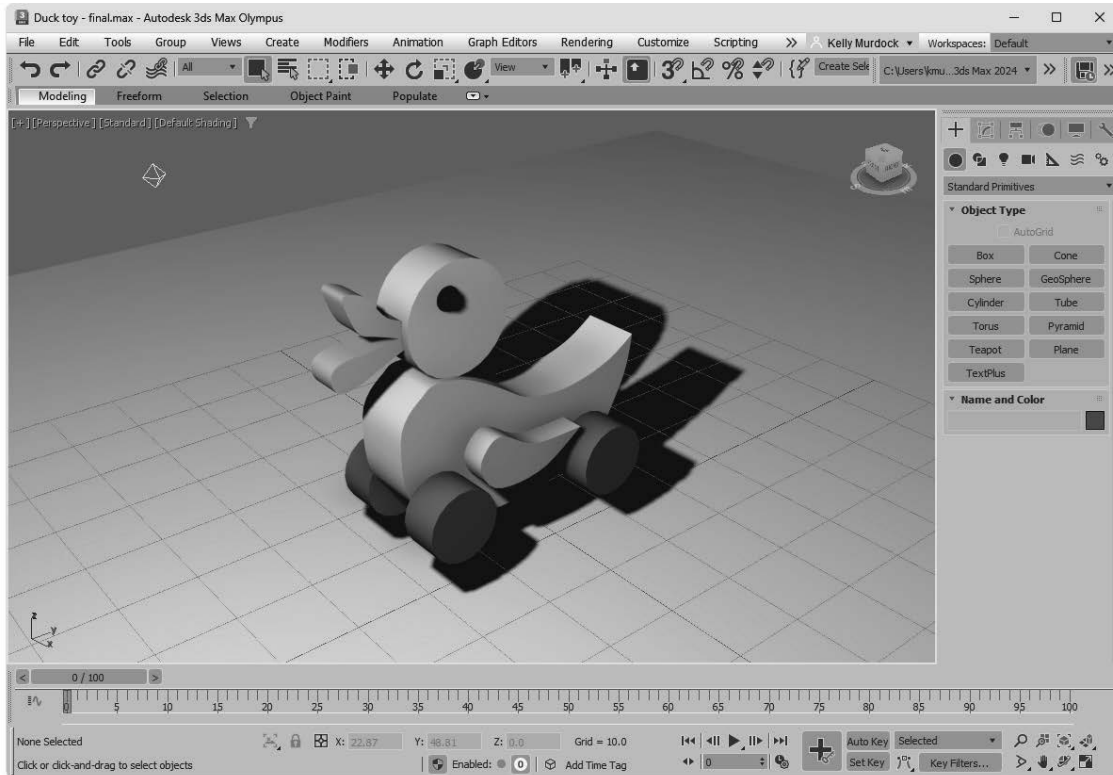 Duck toy - final.max - Autodesk 3ds Max Olympus
File Edit Tools Group Views Create Modifiers Animation Graph Editors Rendering Customize Scripting Kelly Murdock Workspaces: Default
All View Create Sele C:\Users\kmu...3ds Max 2024
Modeling Freeform Selection Object Paint Populate
[+] [Perspective] [Standard] [Default Shading]
Standard Primitives
Object Type
AutoGrid
Box Cone
Sphere GeoSphere
Cylinder Tube
Torus Pyramid
Teapot Plane
TextPlus
Name and Color
z
y
x
< 0 / 100 >
0 5 10 15 20 25 30 35 40 45 50 55 60 65 70 75 80 85 90 95 100
None Selected X: 22.87 Y: 48.81 Z: 0.0 Grid = 10.0 Auto Key Selected
Click or click-and-drag to select objects Enabled: 0 Add Time Tag 0 Set Key Key Filters...